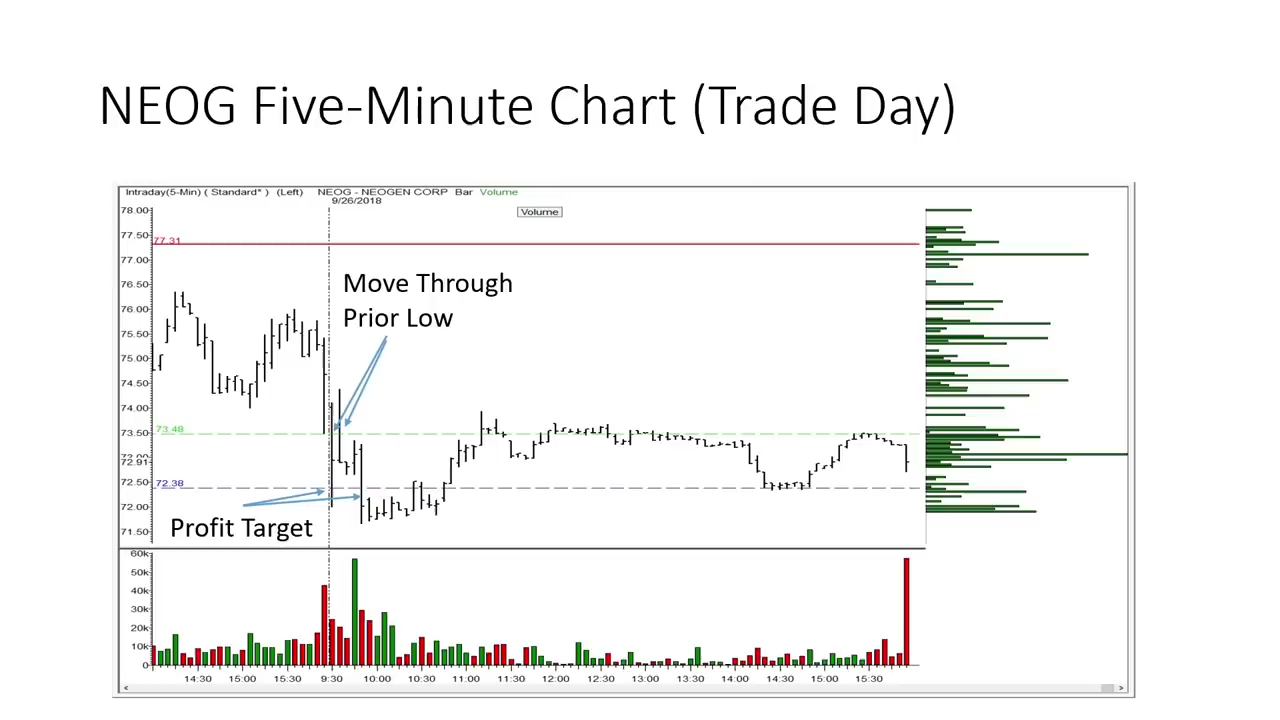 NEOG Five-Minute Chart (Trade Day)
Intraday(5-Min) ( Standard* ) (Left) NEOG - NEOGEN CORP Bar Volume
9/26/2018
Volume
78.00
77.50
77.31
77.00
76.50
Move Through
Prior Low
76.00
75.50
75.00
74.50
74.00
73.50
73.48
72.91
72.50
72.38
72.00
71.50
Profit Target
60k
50k
40k
30k
20k
10k
0
14:30 15:00 15:30 9:30 10:00 10:30 11:00 11:30 12:00 12:30 13:00 13:30 14:00 14:30 15:00 15:30